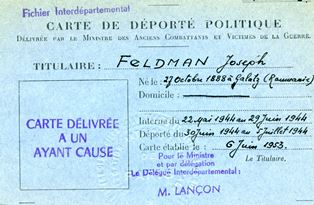 Fichier Interdépartemental
CARTE DE DÉPORTÉ POLITIQUE
DÉLIVRÉE PAR LE MINISTRE DES ANCIENS COMBATTANTS ET VICTIMES DE LA GUERRE.
TITULAIRE : FELDMAN Joseph
Né le 27 Octobre 1888 à Galatz (Roumanie)
Domicile :
Interné du 22 mai 1944 au 29 Juin 1944
Déporté du 30 juin 1944 au 5 juillet 1944
Carte établie le : 6 Juin 1953.
CARTE DÉLIVRÉE
A UN
AYANT CAUSE
Pour le Ministre
et par délégation
Le Délégué Interdépartemental :
Le Titulaire,
M. LANÇON